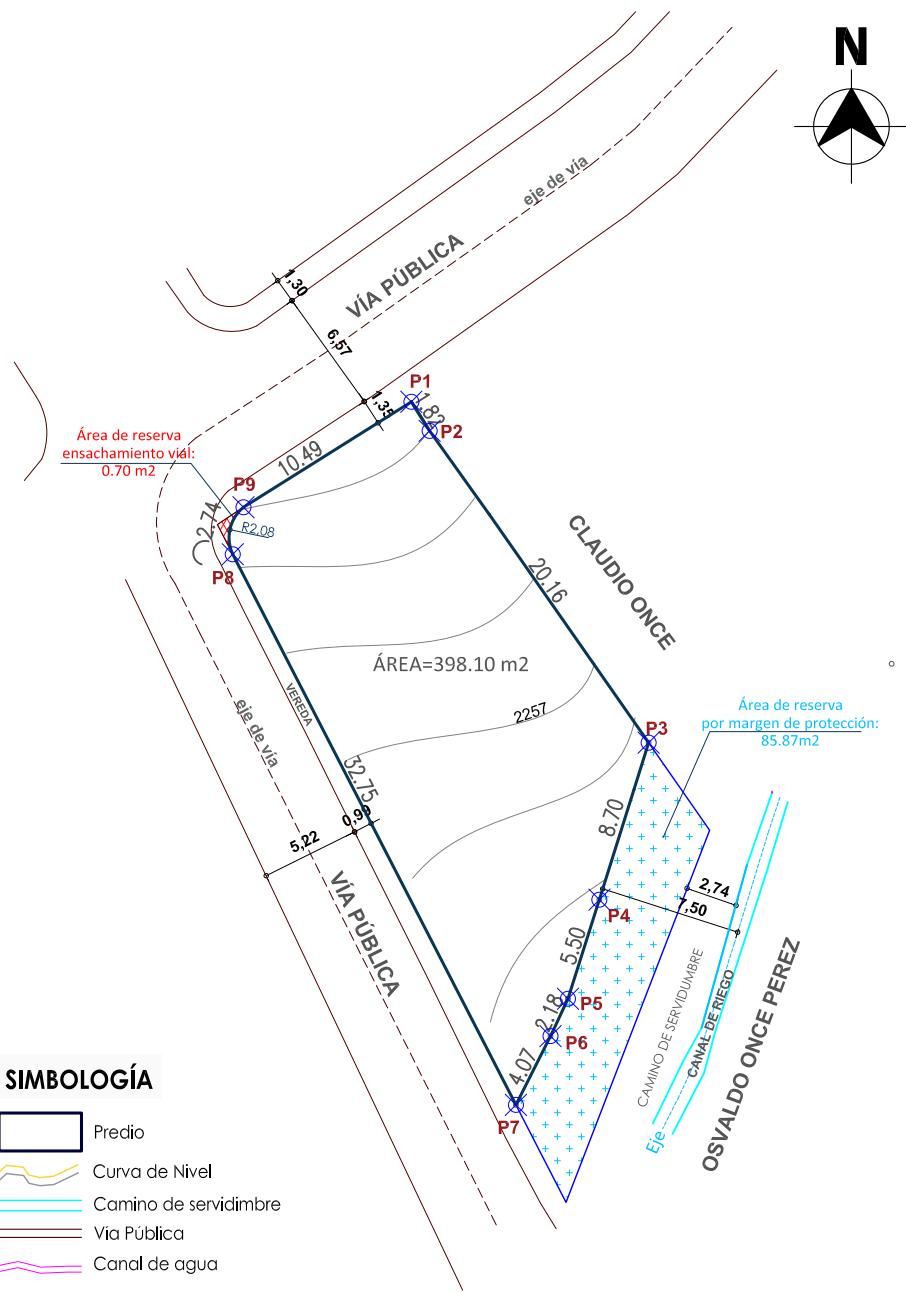 N
eje de vía
VÍA PÚBLICA
1,30
6,57
1,35
P1
1.82
P2
Área de reserva
ensachamiento vial:
0.70 m2
10.49
P9
2.74
R2.08
P8
CLAUDIO ONCE
20.16
ÁREA=398.10 m2
VEREDA
eje de vía
2257
Área de reserva
por margen de protección:
85.87m2
P3
32.75
0,99
5,22
8.70
VÍA PÚBLICA
2,74
7,50
P4
5.50
P5
2.18
P6
4.07
P7
CAMINO DE SERVIDUMBRE
CANAL DE RIEGO
OSVALDO ONCE PEREZ
Eje
SIMBOLOGÍA
Predio
Curva de Nivel
Camino de servidimbre
Via Pública
Canal de agua